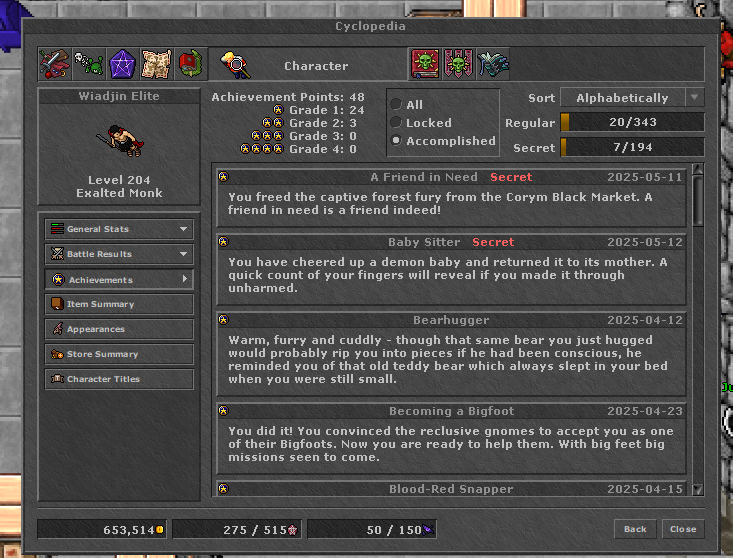 Cyclopedia
Character
Wiadjin Elite
Level 204
Exalted Monk
General Stats
Battle Results
Achievements
Item Summary
Appearances
Store Summary
Character Titles
Achievement Points: 48
Grade 1: 24
Grade 2: 3
Grade 3: 0
Grade 4: 0
All
Locked
Accomplished
Sort Alphabetically
Regular 20/343
Secret 7/194
A Friend in Need Secret 2025-05-11
You freed the captive forest fury from the Corym Black Market. A
friend in need is a friend indeed!
Baby Sitter Secret 2025-05-12
You have cheered up a demon baby and returned it to its mother. A
quick count of your fingers will reveal if you made it through
unharmed.
Bearhugger 2025-04-12
Warm, furry and cuddly - though that same bear you just hugged
would probably rip you into pieces if he had been conscious, he
reminded you of that old teddy bear which always slept in your bed
when you were still small.
Becoming a Bigfoot 2025-04-23
You did it! You convinced the reclusive gnomes to accept you as one
of their Bigfoots. Now you are ready to help them. With big feet big
missions seen to come.
Blood-Red Snapper 2025-04-15
653,514
275 / 515
50 / 150
Back
Close